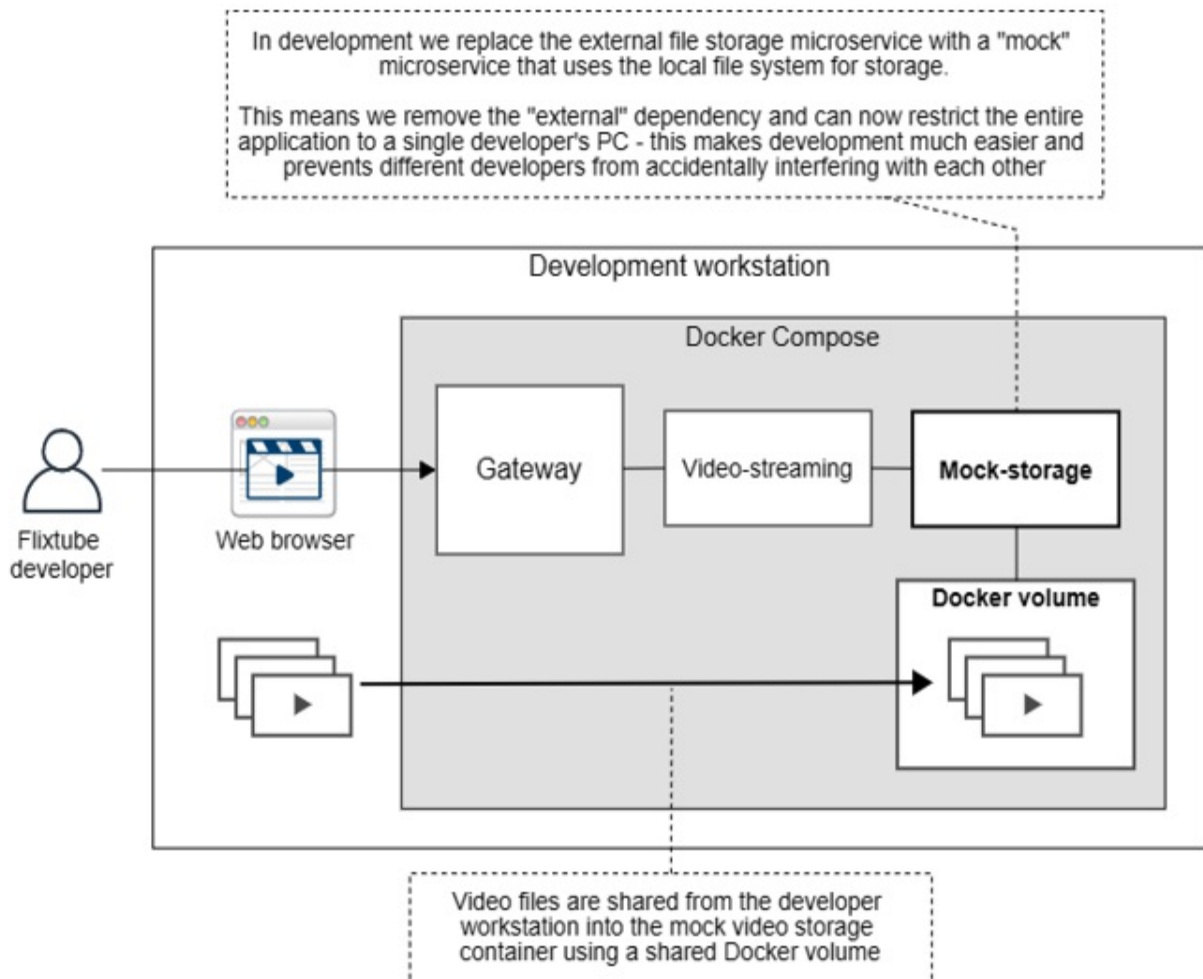 In development we replace the external file storage microservice with a "mock"
microservice that uses the local file system for storage.
This means we remove the "external" dependency and can now restrict the entire
application to a single developer's PC - this makes development much easier and
prevents different developers from accidentally interfering with each other
Development workstation
Docker Compose
Gateway
Video-streaming
Mock-storage
Flixtube
developer
Web browser
Docker volume
Video files are shared from the developer
workstation into the mock video storage
container using a shared Docker volume